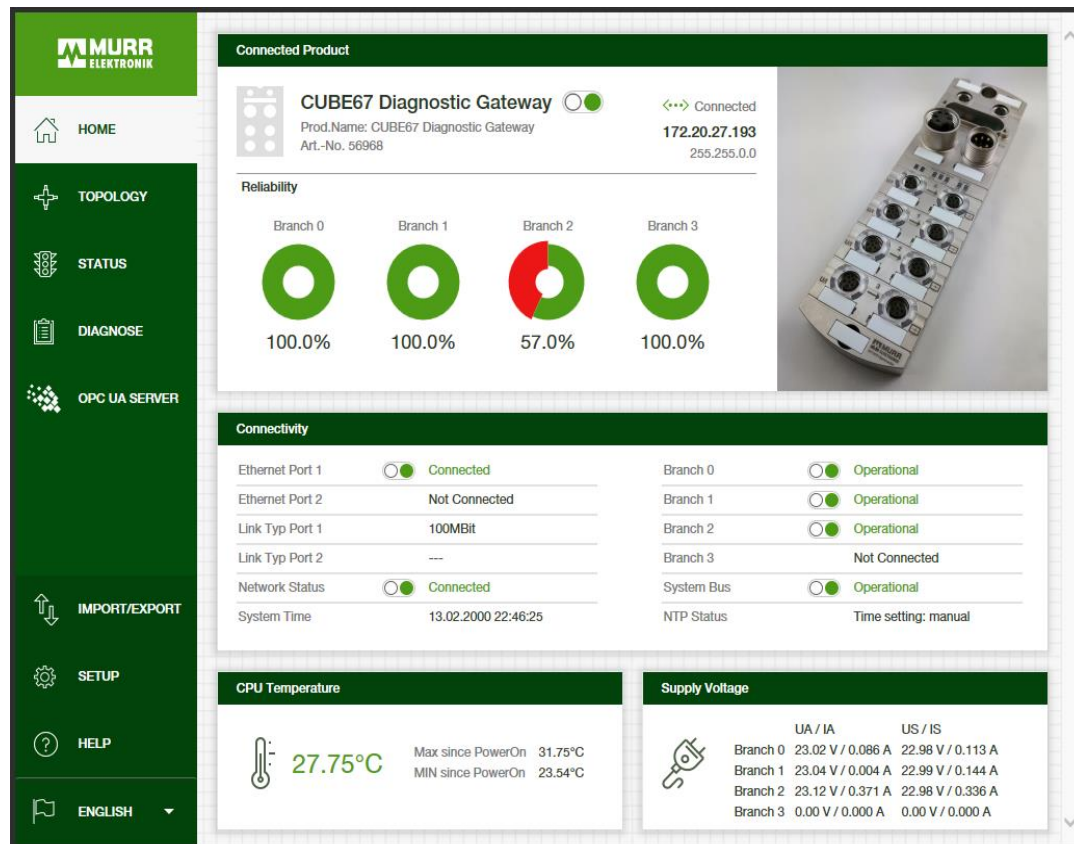 MURR
ELEKTRONIK
HOME
TOPOLOGY
STATUS
DIAGNOSE
OPC UA SERVER
IMPORT/EXPORT
SETUP
HELP
ENGLISH
Connected Product
CUBE67 Diagnostic Gateway
Prod.Name: CUBE67 Diagnostic Gateway
Art.-No. 56968
Connected
172.20.27.193
255.255.0.0
Reliability
Branch 0 Branch 1 Branch 2 Branch 3
100.0% 100.0% 57.0% 100.0%
MURR
Connectivity
Ethernet Port 1 Connected
Ethernet Port 2 Not Connected
Link Typ Port 1 100MBit
Link Typ Port 2 ---
Network Status Connected
System Time 13.02.2000 22:46:25
Branch 0 Operational
Branch 1 Operational
Branch 2 Operational
Branch 3 Not Connected
System Bus Operational
NTP Status Time setting: manual
CPU Temperature
27.75°C
Max since PowerOn 31.75°C
MIN since PowerOn 23.54°C
Supply Voltage
UA / IA US / IS
Branch 0 23.02 V / 0.086 A 22.98 V / 0.113 A
Branch 1 23.04 V / 0.004 A 22.99 V / 0.144 A
Branch 2 23.12 V / 0.371 A 22.98 V / 0.336 A
Branch 3 0.00 V / 0.000 A 0.00 V / 0.000 A